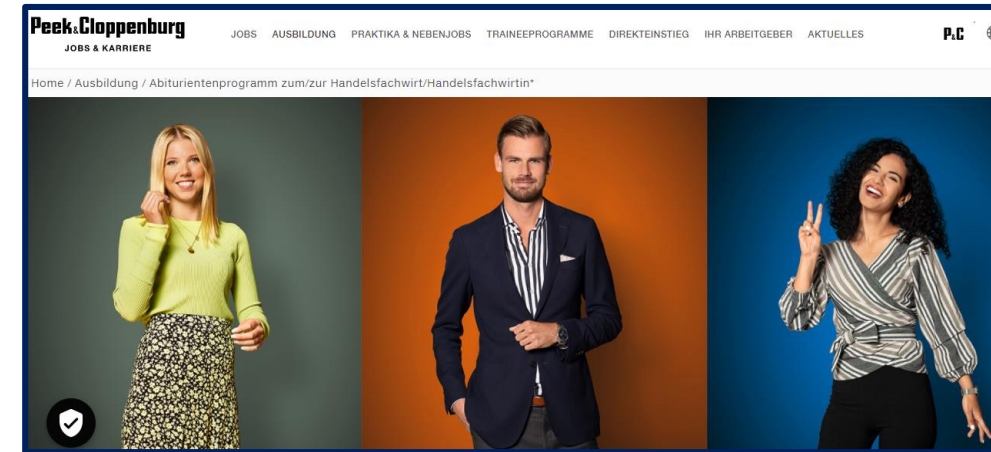 Peek&Cloppenburg
JOBS & KARRIERE
JOBS AUSBILDUNG PRAKTIKA & NEBENJOBS TRAINEEPROGRAMME DIREKTEINSTIEG IHR ARBEITGEBER AKTUELLES
P&C
Home / Ausbildung / Abiturientenprogramm zum/zur Handelsfachwirt/Handelsfachwirtin*